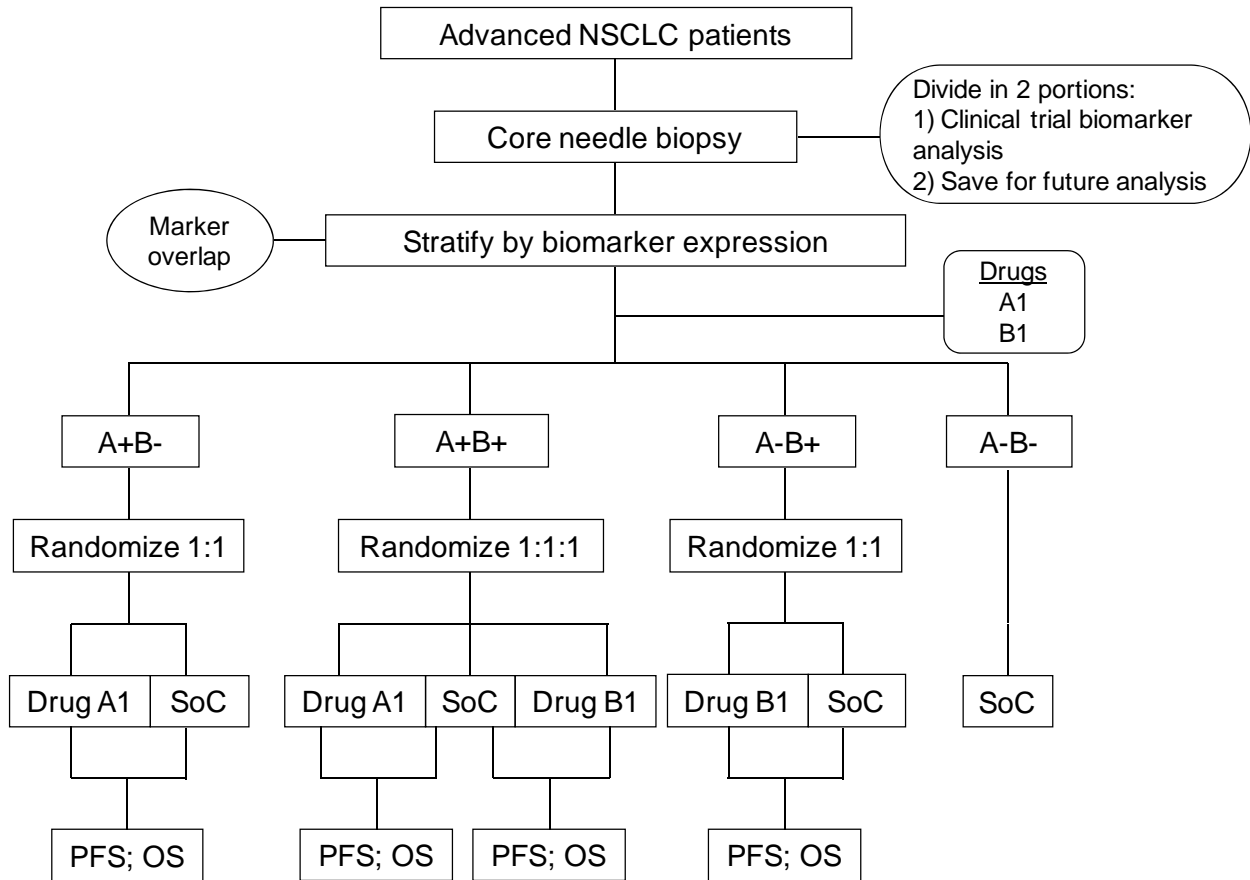 Advanced NSCLC patients
Divide in 2 portions:
1) Clinical trial biomarker
analysis
2) Save for future analysis
Core needle biopsy
Marker
overlap
Stratify by biomarker expression
Drugs
A1
B1
A+B-
A+B+
A-B+
A-B-
Randomize 1:1
Randomize 1:1:1
Randomize 1:1
Drug A1
SoC
Drug A1
SoC
Drug B1
Drug B1
SoC
SoC
PFS; OS
PFS; OS
PFS; OS
PFS; OS